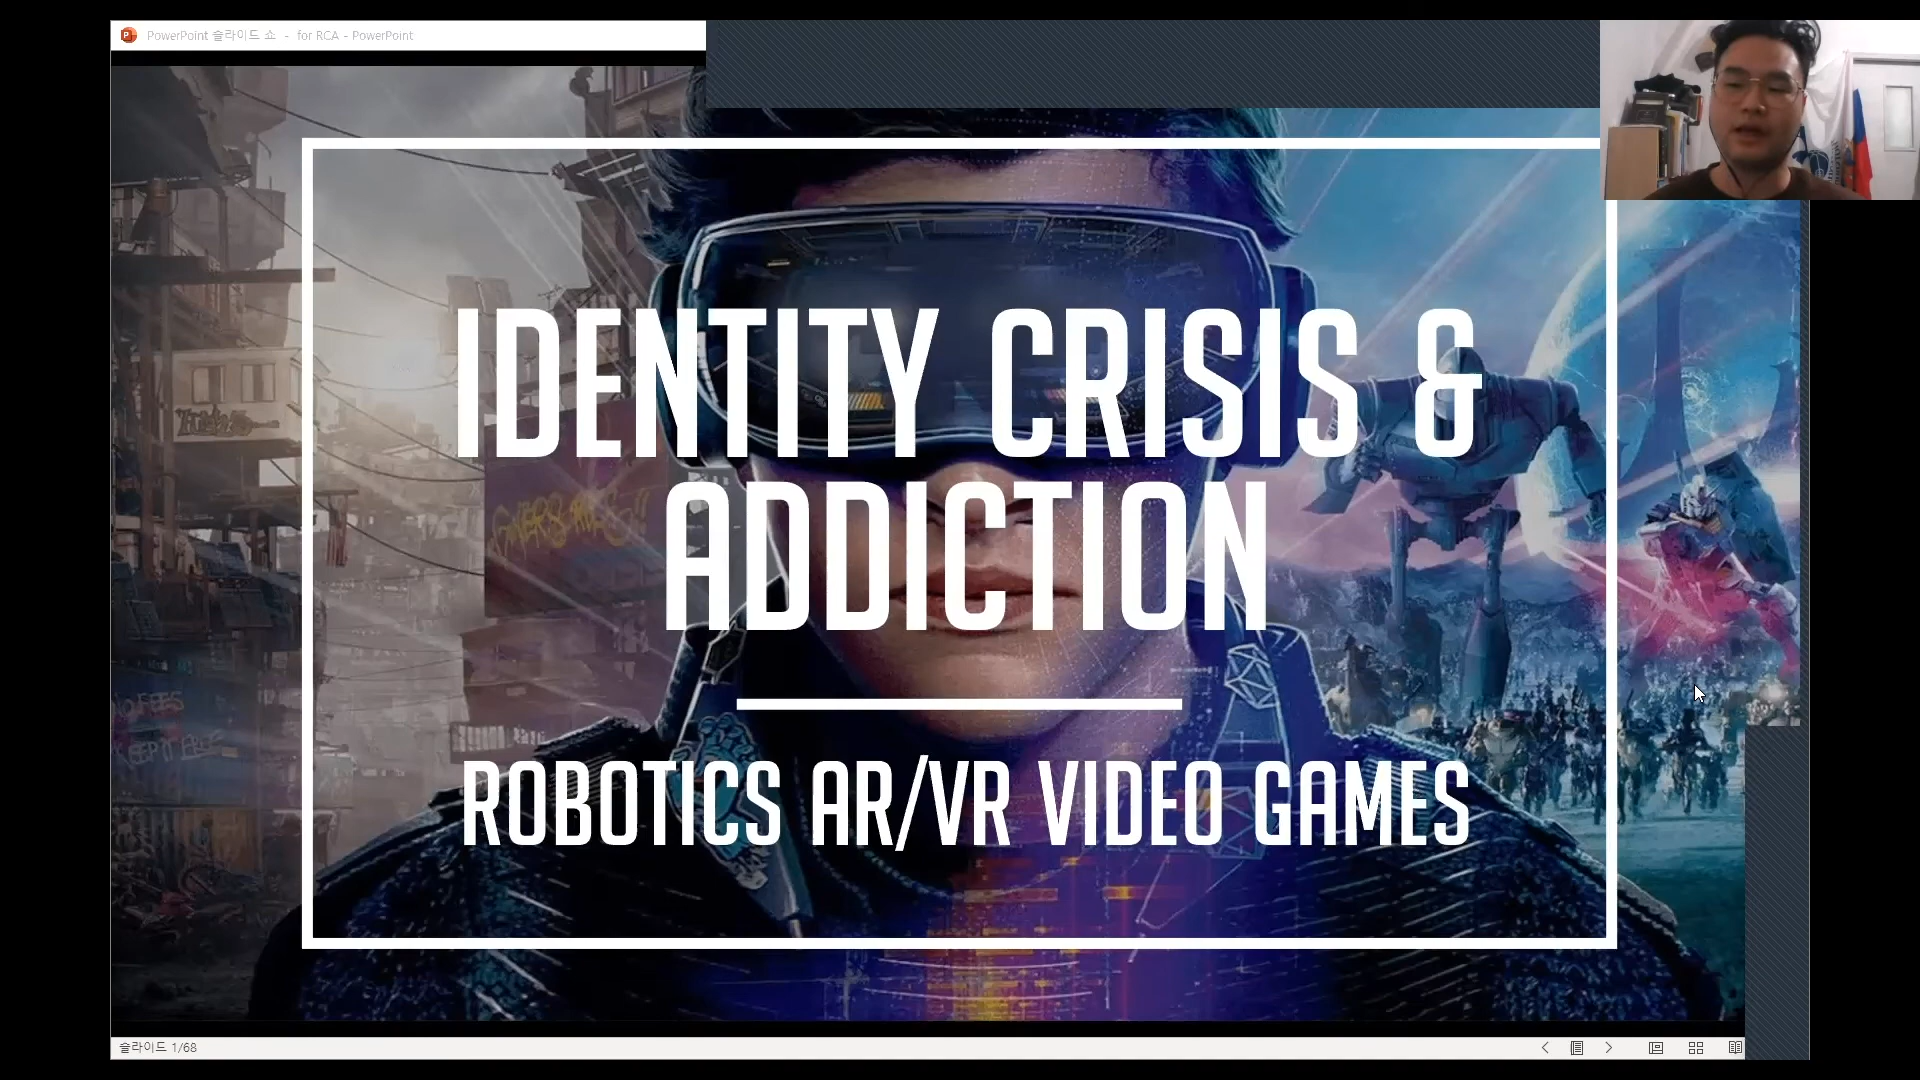 PowerPoint 슬라이드 쇼 - for RCA - PowerPoint
IDENTITY CRISIS &
ADDICTION
ROBOTICS AR/VR VIDEO GAMES
슬라이드 1/68